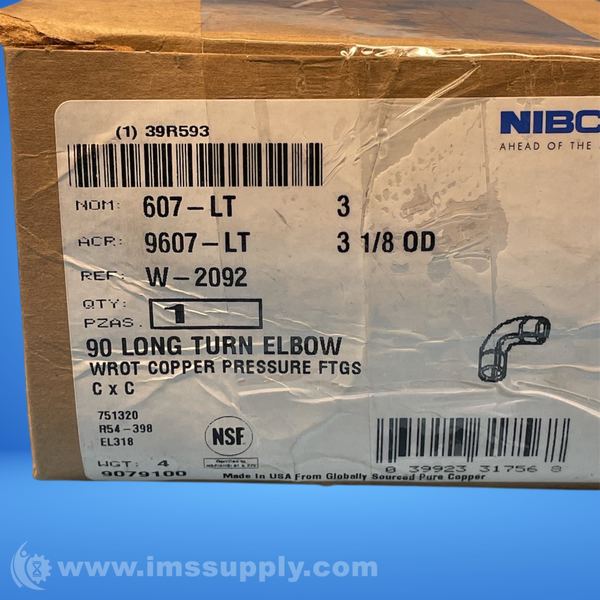 (1) 39R593
NIBC
AHEAD OF THE
NOM: 607-LT 3
ACR: 9607-LT 3 1/8 OD
REF: W-2092
QTY:
PZAS. 1
90 LONG TURN ELBOW
WROT COPPER PRESSURE FTGS
C x C
751320
R54-398
EL318
NSF
WGT: 4
9079100
0 39923 31756 8
Made In USA From Globally Sourced Pure Copper
www.imssupply.com